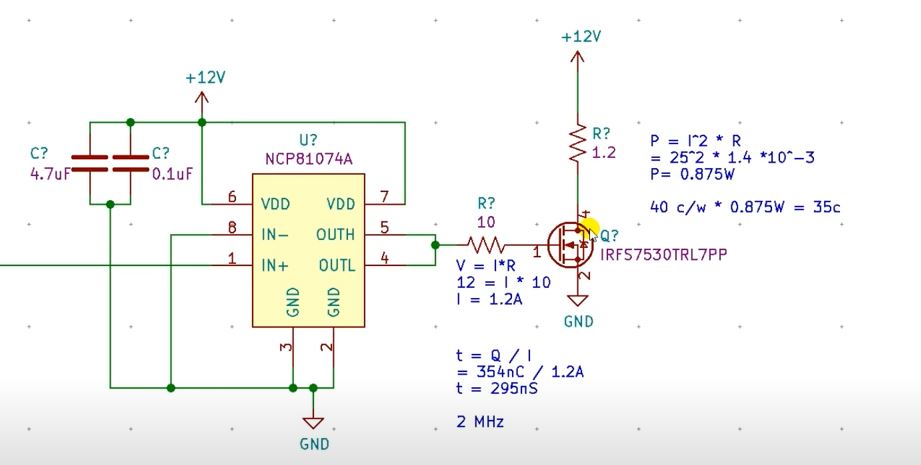 +12V
+12V
C?
4.7uF
C?
0.1uF
U?
NCP81074A
6
VDD
VDD
7
8
IN-
OUTH
5
1
IN+
OUTL
4
GND
GND
3
2
GND
R?
10
R?
1.2
4
1
2
Q?
IRFS7530TRL7PP
GND
V = I*R
12 = I * 10
I = 1.2A
t = Q / I
= 354nC / 1.2A
t = 295nS
2 MHz
P = I^2 * R
= 25^2 * 1.4 *10^-3
P= 0.875W
40 c/w * 0.875W = 35c